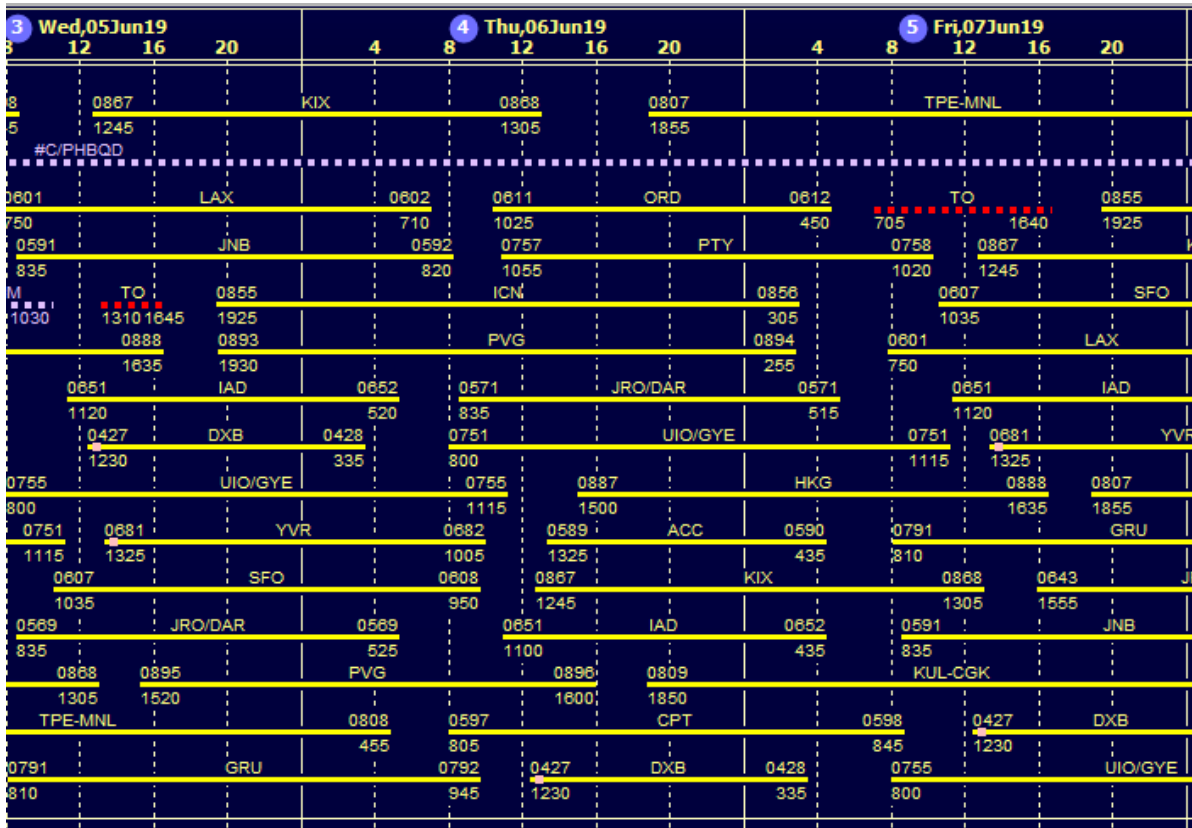 3 Wed,05Jun19 4 Thu,06Jun19 5 Fri,07Jun19
8 12 16 20 4 8 12 16 20 4 8 12 16 20
0867 KIX 0868 0807 TPE-MNL
5 1245 1305 1855
#C/PHBQD
0601 LAX 0602 0611 ORD 0612 TO 0855
750 710 1025 450 705 1640 1925
0591 JNB 0592 0757 PTY 0758 0867
835 820 1055 1020 1245
M TO 0855 ICN 0856 0607 SFO
1030 1310 1645 1925 305 1035
0888 0893 PVG 0894 0601 LAX
1635 1930 255 750
0651 IAD 0652 0571 JRO/DAR 0571 0651 IAD
1120 520 835 515 1120
0427 DXB 0428 0751 UIO/GYE 0751 0681 YVR
1230 335 800 1115 1325
0755 UIO/GYE 0755 0887 HKG 0888 0807
800 1115 1500 1635 1855
0751 0681 YVR 0682 0589 ACC 0590 0791 GRU
1115 1325 1005 1325 435 810
0607 SFO 0608 0867 KIX 0868 0643
1035 950 1245 1305 1555
0569 JRO/DAR 0569 0651 IAD 0652 0591 JNB
835 525 1100 435 835
0868 0895 PVG 0896 0809 KUL-CGK
1305 1520 1600 1850
TPE-MNL 0808 0597 CPT 0598 0427 DXB
455 805 845 1230
0791 GRU 0792 0427 DXB 0428 0755 UIO/GYE
810 945 1230 335 800